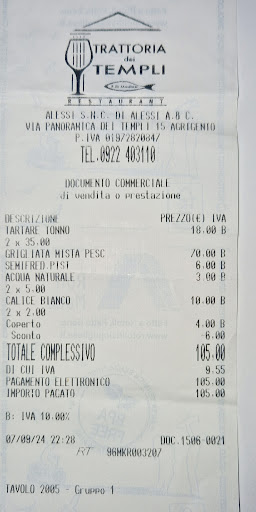 TRATTORIA
dei
TEMPLI
RESTAURANT
ALESSI S.N.C. DI ALESSI A.B C.
VIA PANORAMICA DEI TEMPLI 15 AGRIGENTO
P.IVA 019/282084/
TEL.0922 403110
DOCUMENTO COMMERCIALE
di vendita o prestazione
DESCRIZIONE PREZZO(€) IVA
TARTARE TONNO 18.00 B
2 x 35.00
GRIGLIATA MISTA PESC 70.00 B
SEMIFRED.PIST 6.00 B
ACQUA NATURALE 3.00 B
2 x 5.00
CALICE BIANCO 10.00 B
2 x 2.00
Coperto 4.00 B
Sconto -6.00
TOTALE COMPLESSIVO 105.00
DI CUI IVA 9.55
PAGAMENTO ELETTRONICO 105.00
IMPORTO PAGATO 105.00
B: IVA 10.00%
07/09/24 22:28 DOC.1506-0021
RT 96MKR003207
TAVOLO 2005 - Gruppo 1